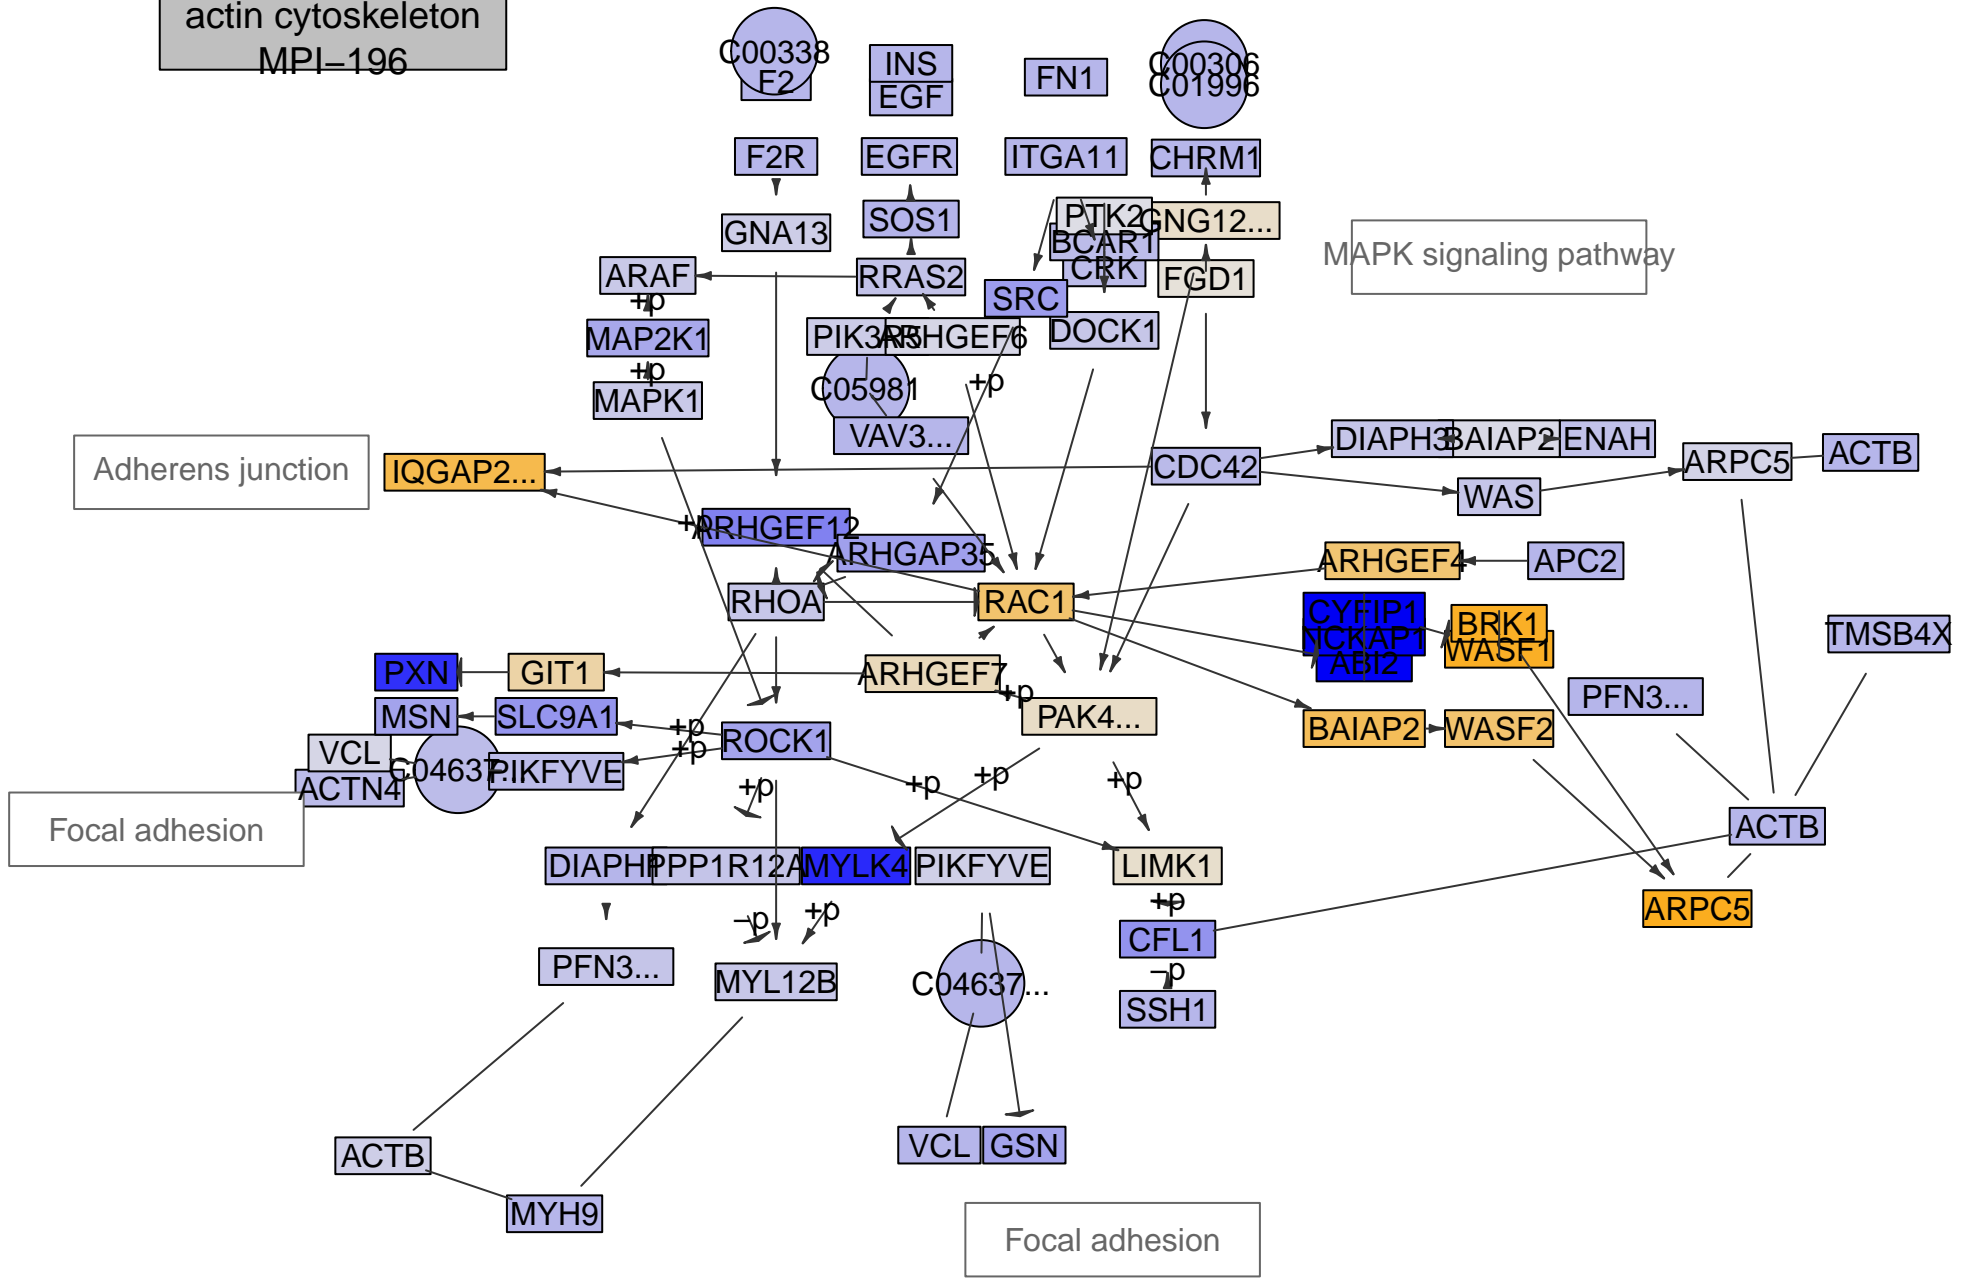 actin cytoskeleton
MPI−196
C00338
F2
INS
EGF
FN1
C00306
C01996
F2R
EGFR
ITGA11
CHRM1
GNA13
SOS1
PTK2
GNG12...
BCAR1
CRK
MAPK signaling pathway
ARAF
RRAS2
SRC
FGD1
+p
MAP2K1
ARHGEF6
DOCK1
+p
MAPK1
C05981
+p
VAV3...
Adherens junction
IQGAP2...
CDC42
DIAPH3
BAIAP2
ENAH
ARPC5
ACTB
WAS
+p
ARHGEF12
ARHGAP35
ARHGEF4
APC2
RHOA
RAC1
CYFIP1
NCKAP1
ABI2
BRK1
WASF1
TMSB4X
PXN
GIT1
ARHGEF7
+p
PAK4...
PFN3...
MSN
SLC9A1
+p
ROCK1
BAIAP2
WASF2
VCL
C04637...
PIKFYVE
+p
ACTN4
+p
+p
+p
+p
Focal adhesion
ACTB
PPP1R12A
MYLK4
PIKFYVE
LIMK1
ARPC5
−p
+p
+p
CFL1
PFN3...
MYL12B
C04637...
−p
SSH1
ACTB
VCL
GSN
MYH9
Focal adhesion